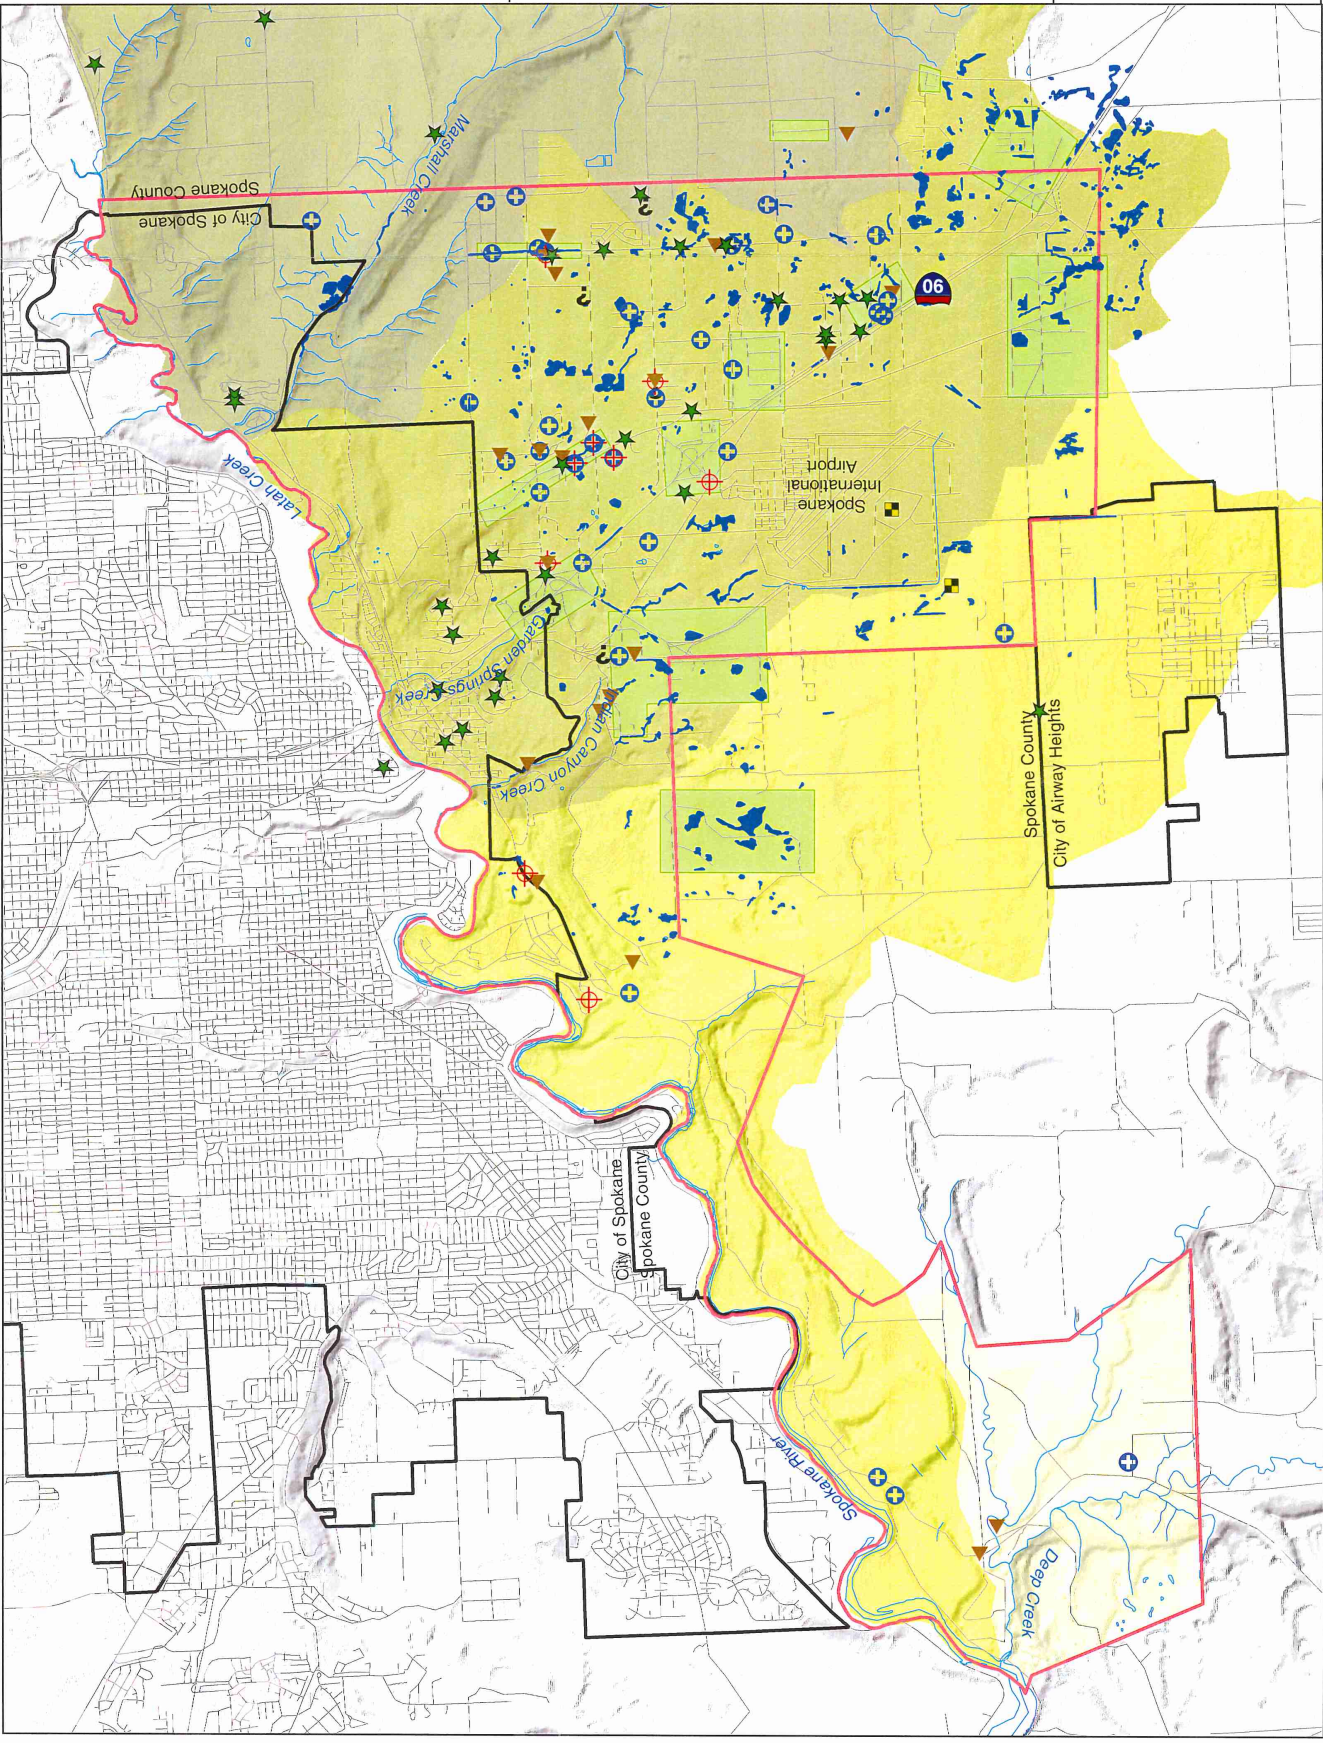 Marshall Creek
Spokane County
City of Spokane
?
?
90
Latah Creek
Spokane
International
Airport
Garden Springs Creek
?
Indian Canyon Creek
Spokane County
City of Airway Heights
City of Spokane
Spokane County
Spokane River
Deep Creek